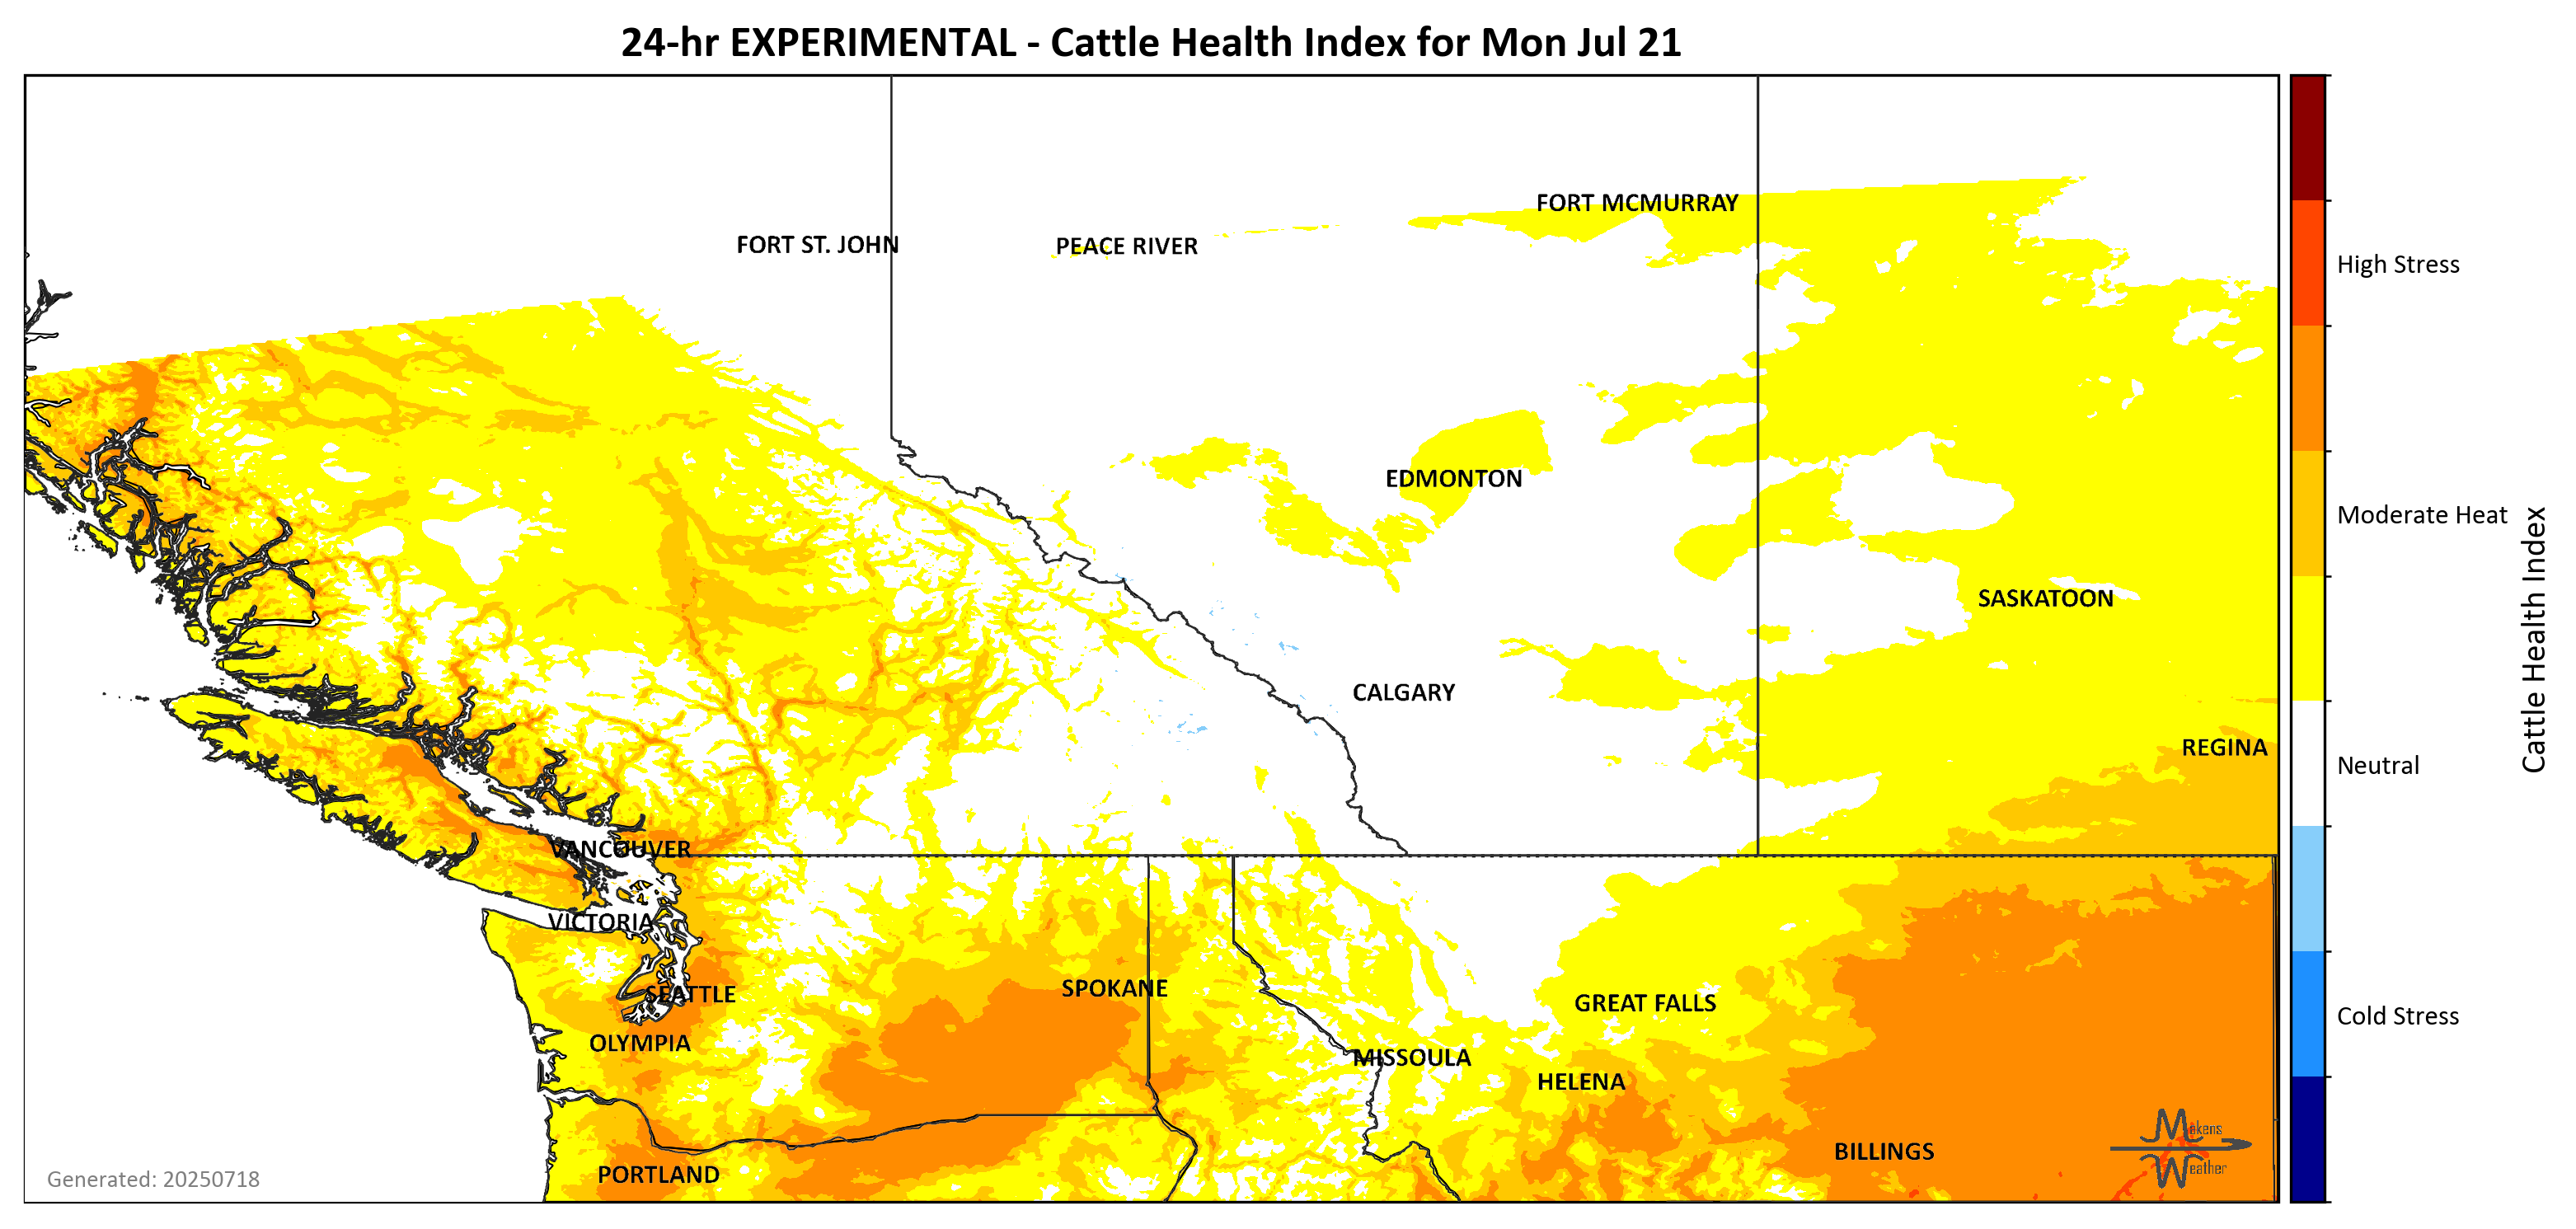 24-hr EXPERIMENTAL - Cattle Health Index for Mon Jul 21
FORT MCMURRAY
FORT ST. JOHN
PEACE RIVER
High Stress
EDMONTON
Moderate Heat
SASKATOON
CALGARY
REGINA
Neutral
Cattle Health Index
VANCOUVER
VICTORIA
SPOKANE
SEATTLE
GREAT FALLS
Cold Stress
OLYMPIA
MISSOULA
HELENA
Makens
Weather
BILLINGS
PORTLAND
Generated: 20250718